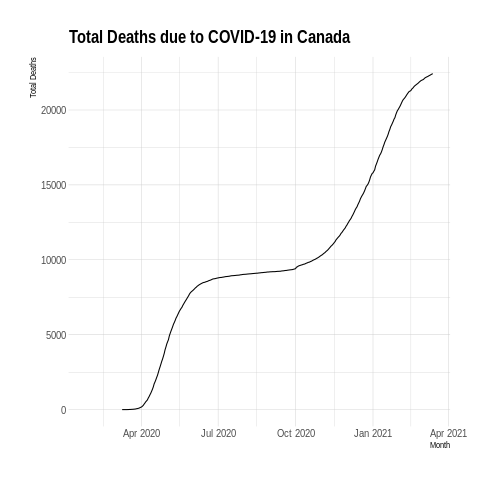 Total Deaths due to COVID-19 in Canada
Total Deaths
20000
15000
10000
5000
0
Apr 2020 Jul 2020 Oct 2020 Jan 2021 Apr 2021
Month